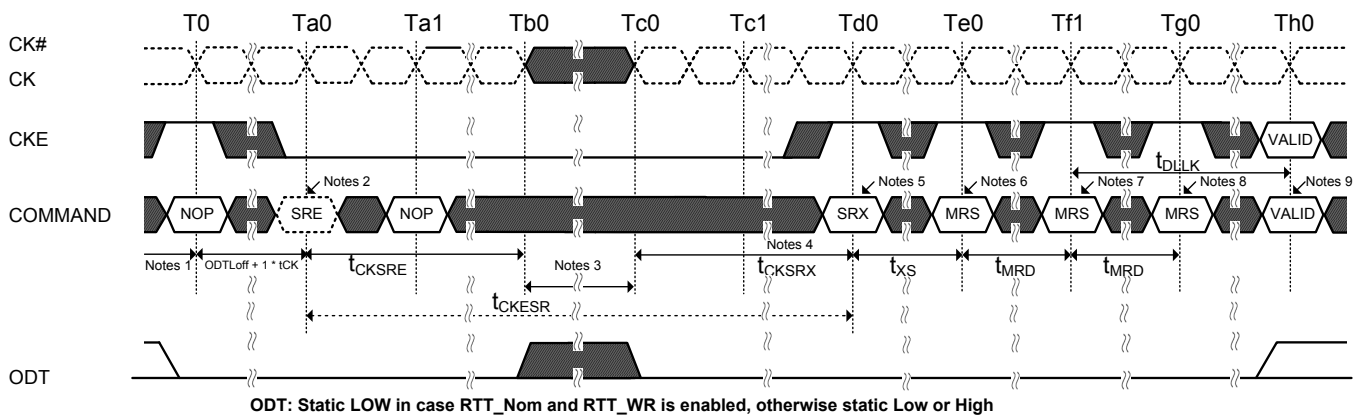 T0 Ta0 Ta1 Tb0 Tc0 Tc1 Td0 Te0 Tf1 Tg0 Th0
CK#
CK
CKE VALID
tDLLK
Notes 2 Notes 5 Notes 6 Notes 7 Notes 8 Notes 9
COMMAND NOP SRE NOP SRX MRS MRS MRS VALID
Notes 1 ODTLoff + 1 * tCK tCKSRE Notes 3 Notes 4 tCKSRX tXS tMRD tMRD
tCKESR
ODT
ODT: Static LOW in case RTT_Nom and RTT_WR is enabled, otherwise static Low or High